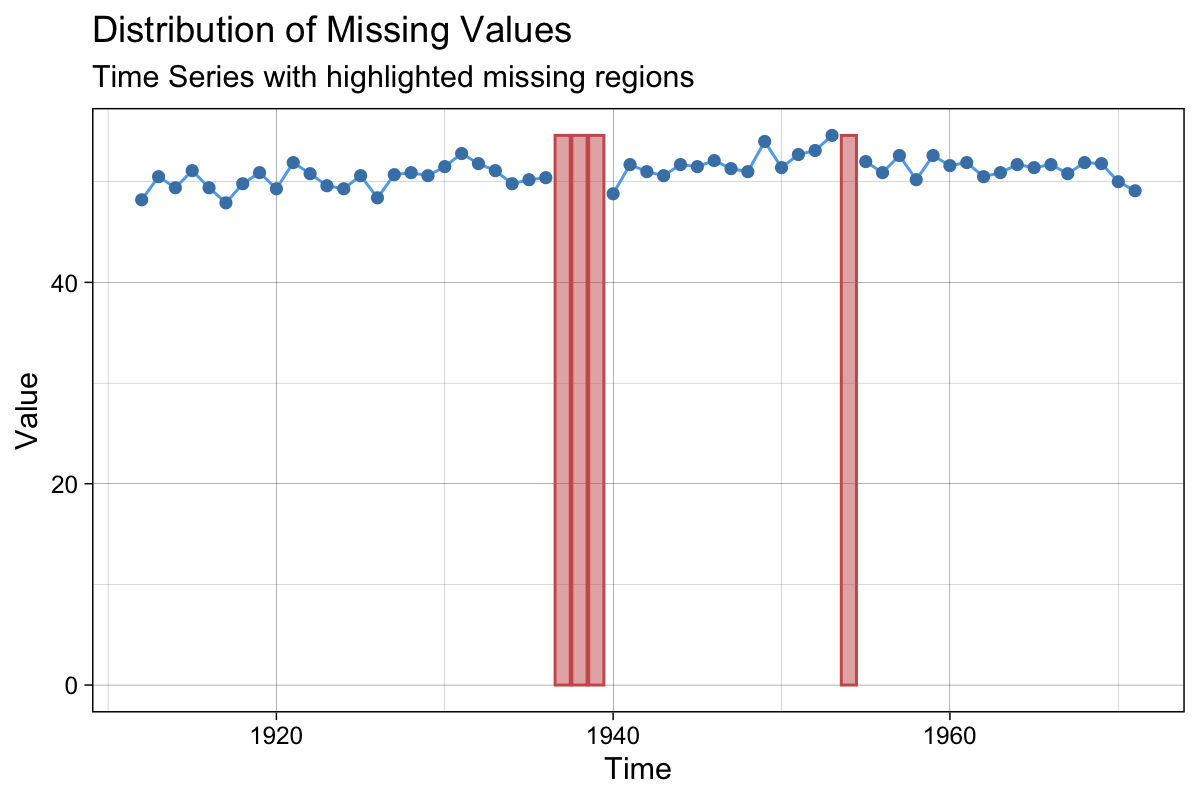 Distribution of Missing Values
Time Series with highlighted missing regions
Value
40
20
0
1920 1940 1960
Time